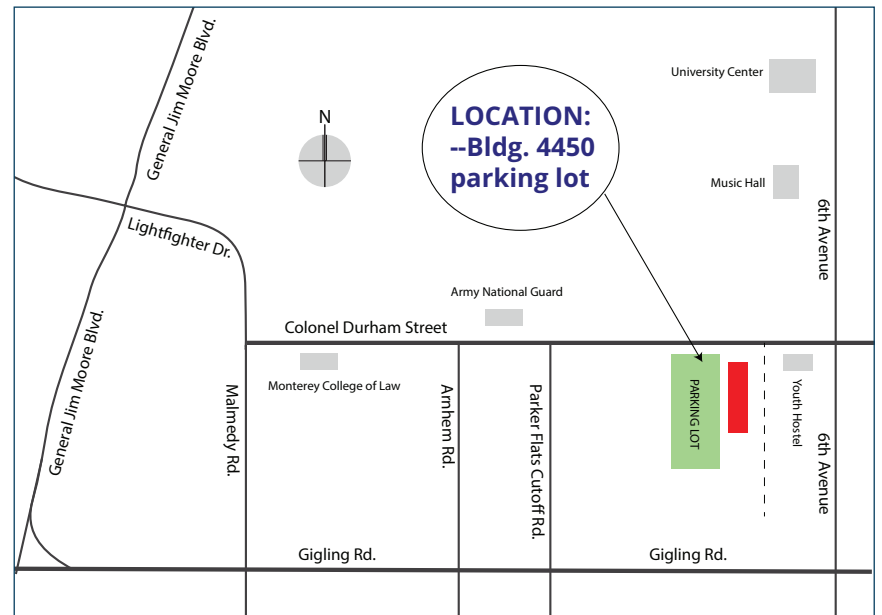 General Jim Moore Blvd.
University Center
LOCATION:
--Bldg. 4450
parking lot
N
Music Hall
6th Avenue
Lightfighter Dr.
Army National Guard
Colonel Durham Street
General Jim Moore Blvd.
Monterey College of Law
Malmedy Rd.
Arnhem Rd.
Parker Flats Cutoff Rd.
PARKING LOT
Youth Hostel
6th Avenue
Gigling Rd.
Gigling Rd.